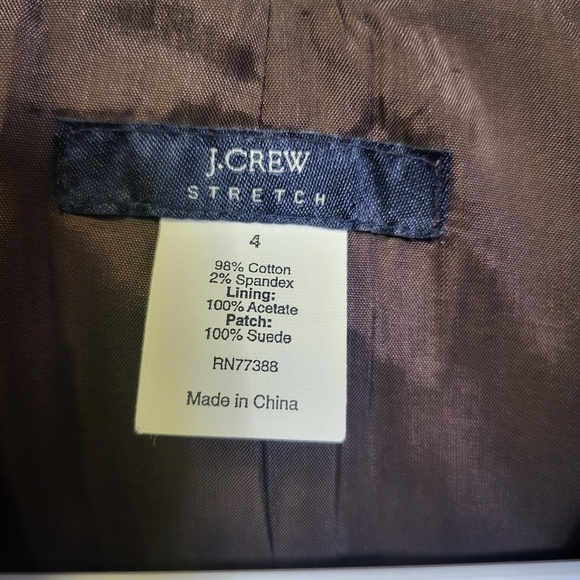 J.CREW
STRETCH
4
98% Cotton
2% Spandex
Lining:
100% Acetate
Patch:
100% Suede
RN77388
Made in China